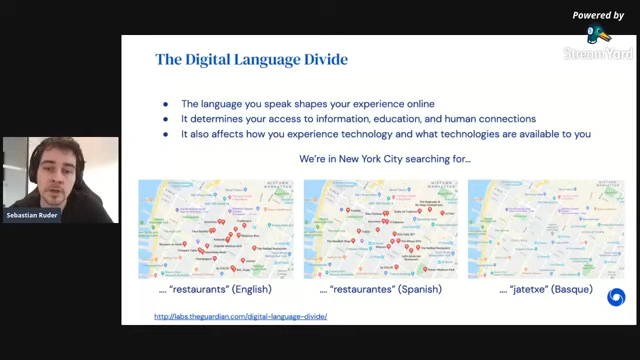 Powered by
StreamYard
The Digital Language Divide
The language you speak shapes your experience online
It determines your access to information, education, and human connections
It also affects how you experience technology and what technologies are available to you
We're in New York City searching for...
.... "restaurants" (English)
.... "restaurantes" (Spanish)
.... "jatetxe" (Basque)
http://labs.theguardian.com/digital-language-divide/
Sebastian Ruder